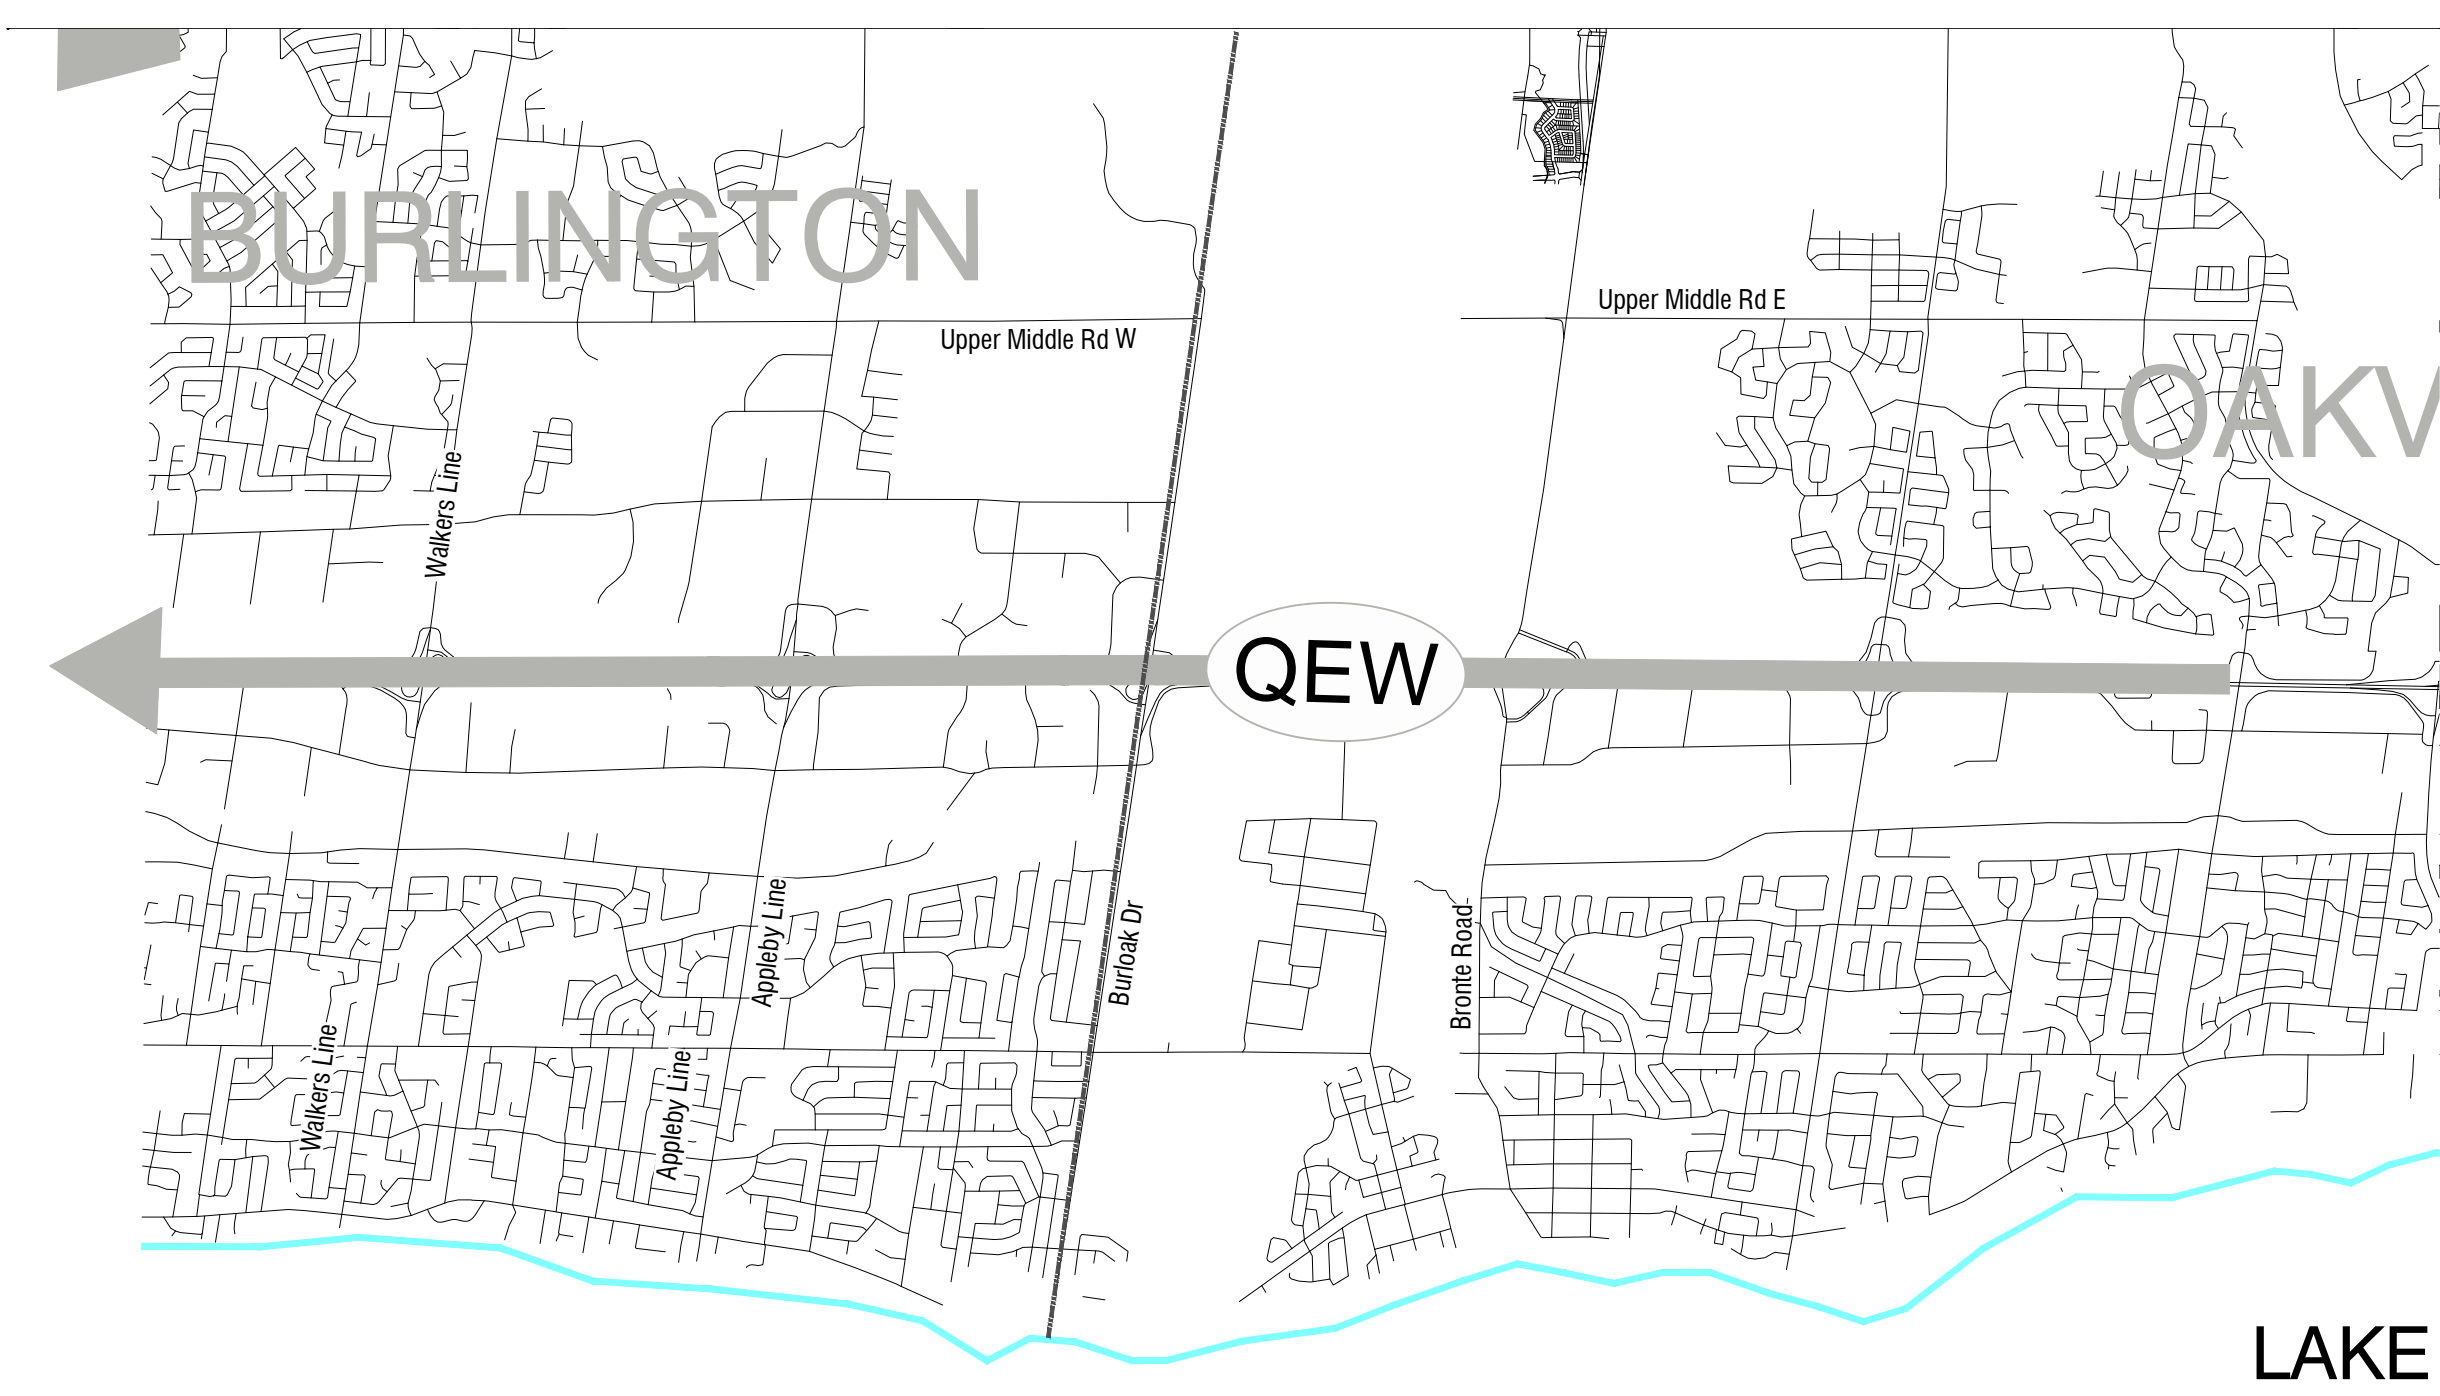 BURLINGTON
Upper Middle Rd E
Upper Middle Rd W
OAKV
Walkers Line
QEW
Appleby Line
Burloak Dr
Bronte Road
Walkers Line
Appleby Line
LAKE